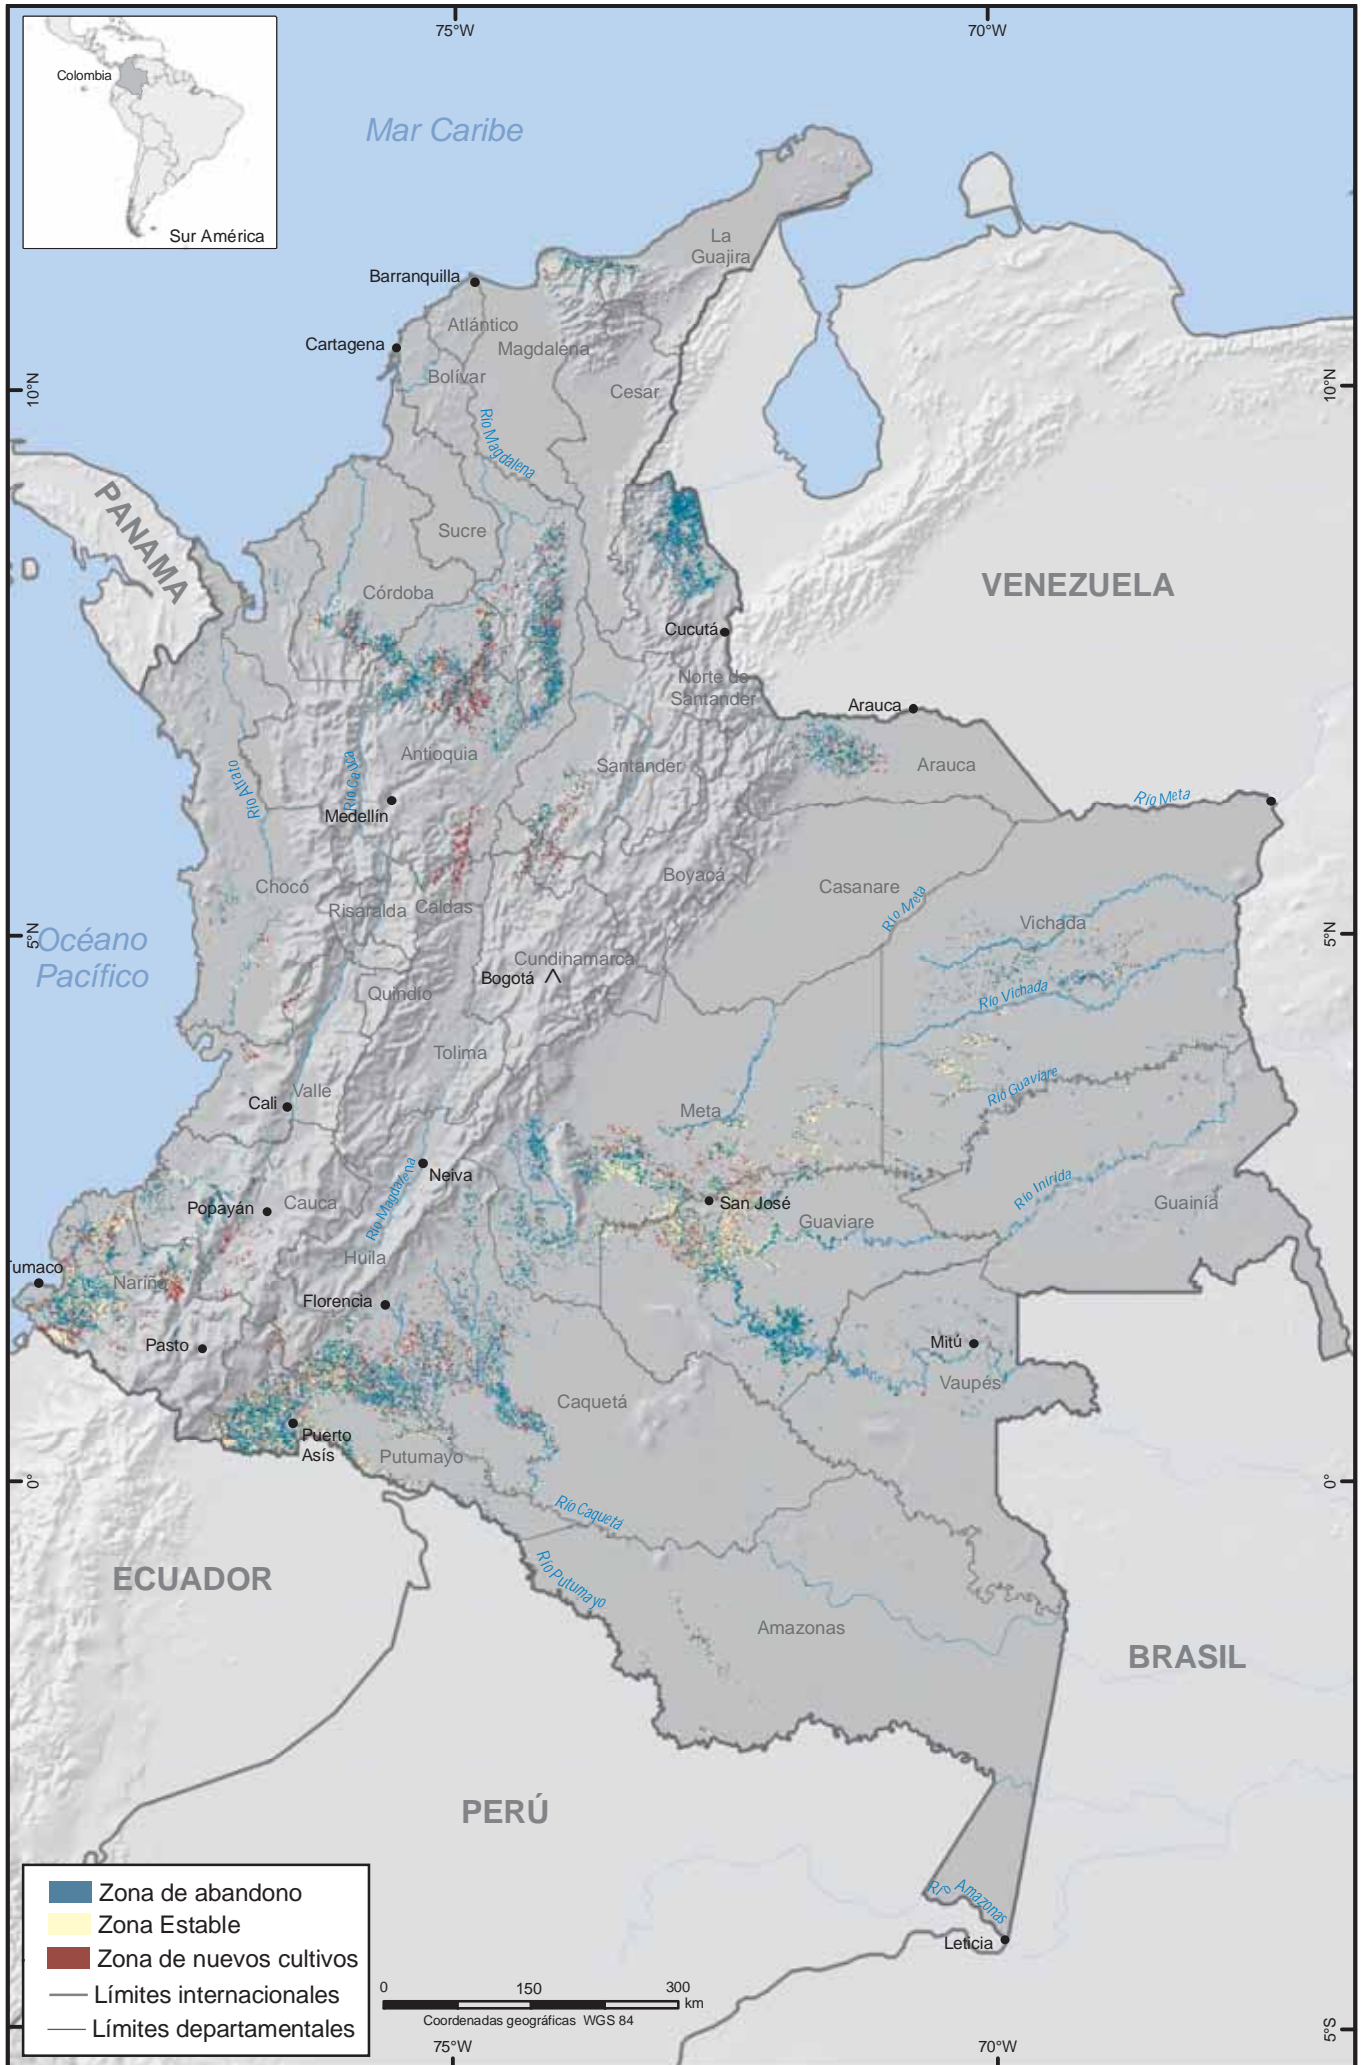 75°W
70°W
Colombia
Sur América
Mar Caribe
La
Guajira
Barranquilla
Atlántico
Cartagena
Magdalena
Bolívar
Cesar
10°N
10°N
Río Magdalena
PANAMA
Sucre
Córdoba
VENEZUELA
Cucutá
Norte de
Santander
Arauca
Antioquia
Santander
Arauca
Río Atrato
Río Cauca
Río Meta
Medellín
Chocó
Boyacá
Casanare
Risaralda
Caldas
Río Meta
Vichada
5°N
5°N
Océano
Pacífico
Cundinamarca
Bogotá
Quindío
Río Vichada
Tolima
Valle
Cali
Meta
Río Guaviare
Neiva
Río Magdalena
Popayán
Cauca
San José
Guaviare
Río Inirida
Guainía
Huila
umaco
Nariño
Florencia
Pasto
Mitú
Vaupés
Caquetá
Puerto
Asís
Putumayo
0°
0°
Río Caquetá
Río Putumayo
ECUADOR
Amazonas
BRASIL
PERÚ
Río Amazonas
Leticia
Zona de abandono
Zona Estable
Zona de nuevos cultivos
Límites internacionales
Límites departamentales
0 150 300
km
Coordenadas geográficas WGS 84
75°W
70°W
5°S